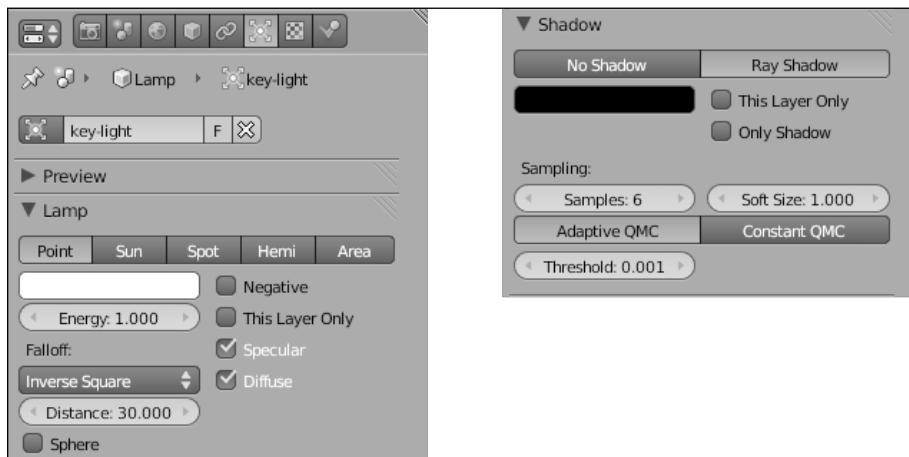 Lamp key-light
key-light F
Preview
Lamp
Point Sun Spot Hemi Area
Negative
Energy: 1.000 This Layer Only
Falloff: Specular
Inverse Square Diffuse
Distance: 30.000
Sphere
Shadow
No Shadow Ray Shadow
This Layer Only
Only Shadow
Sampling:
Samples: 6 Soft Size: 1.000
Adaptive QMC Constant QMC
Threshold: 0.001